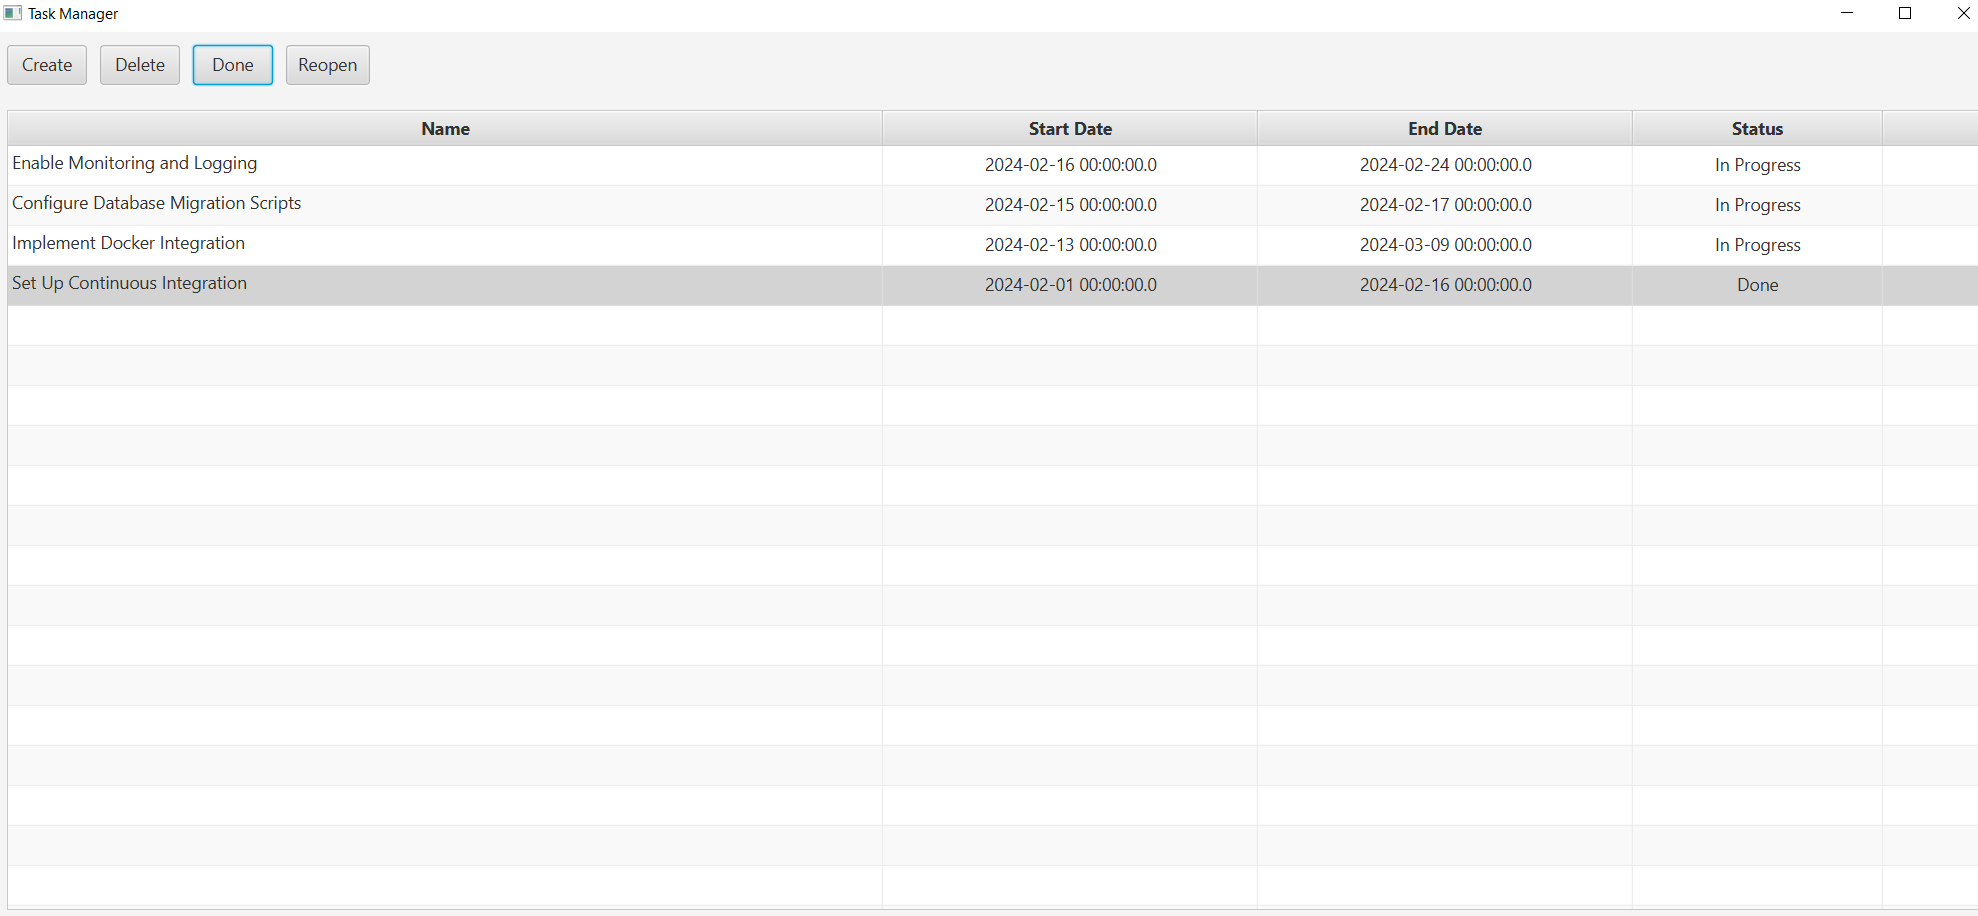 Task Manager
Create Delete Done Reopen
Name Start Date End Date Status
Enable Monitoring and Logging 2024-02-16 00:00:00.0 2024-02-24 00:00:00.0 In Progress
Configure Database Migration Scripts 2024-02-15 00:00:00.0 2024-02-17 00:00:00.0 In Progress
Implement Docker Integration 2024-02-13 00:00:00.0 2024-03-09 00:00:00.0 In Progress
Set Up Continuous Integration 2024-02-01 00:00:00.0 2024-02-16 00:00:00.0 Done